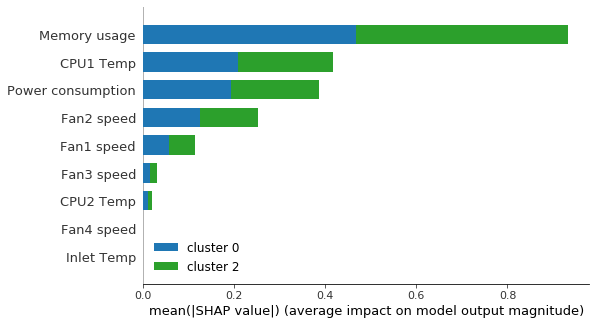 Memory usage
CPU1 Temp
Power consumption
Fan2 speed
Fan1 speed
Fan3 speed
CPU2 Temp
Fan4 speed
Inlet Temp
cluster 0
cluster 2
0.0 0.2 0.4 0.6 0.8
mean(|SHAP value|) (average impact on model output magnitude)